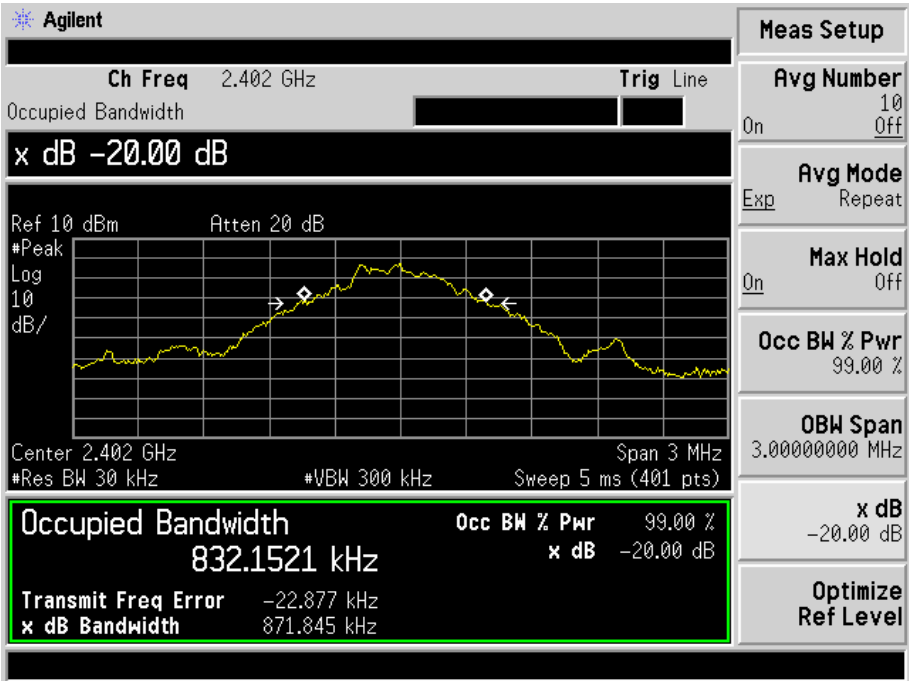 Agilent
Ch Freq 2.402 GHz Trig Line
Occupied Bandwidth
x dB -20.00 dB
Ref 10 dBm Atten 20 dB
#Peak
Log
10
dB/
Center 2.402 GHz Span 3 MHz
#Res BW 30 kHz #VBW 300 kHz Sweep 5 ms (401 pts)
Occupied Bandwidth Occ BW % Pwr 99.00 %
832.1521 kHz x dB -20.00 dB
Transmit Freq Error -22.877 kHz
x dB Bandwidth 871.845 kHz
Meas Setup
Avg Number
10
On Off
Avg Mode
Exp Repeat
Max Hold
On Off
Occ BW % Pwr
99.00 %
OBW Span
3.00000000 MHz
x dB
-20.00 dB
Optimize
Ref Level